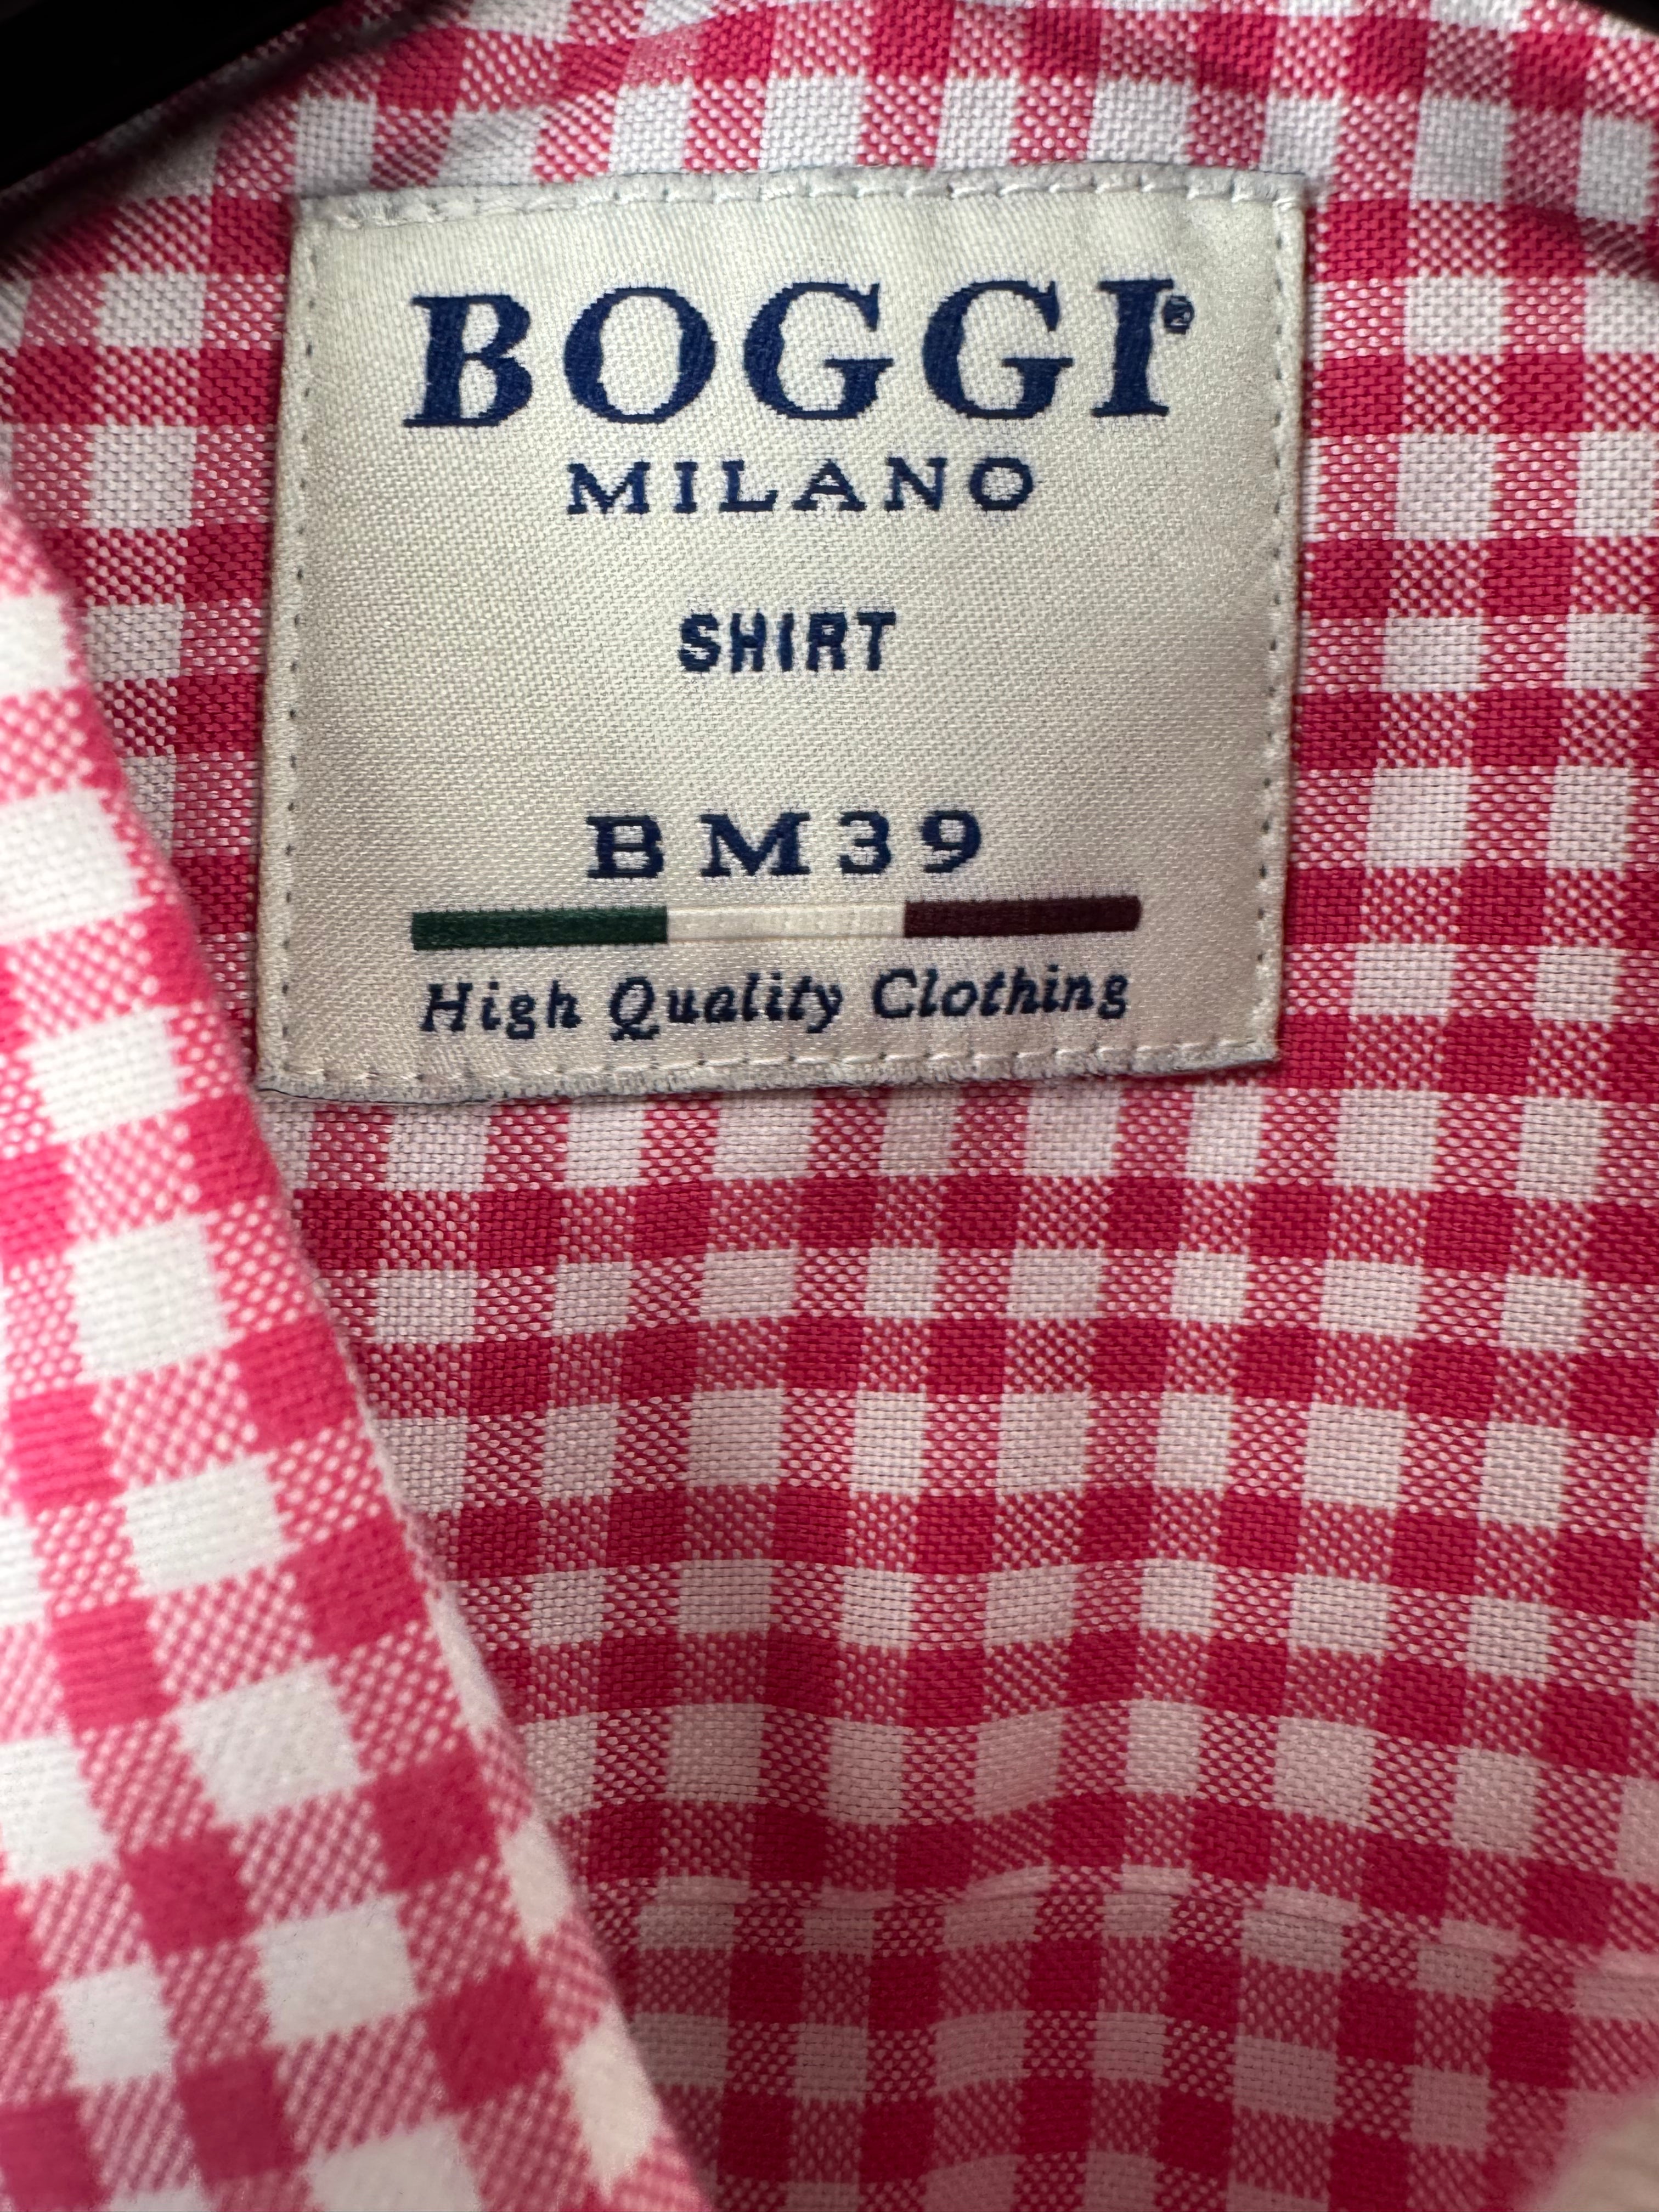 BOGGI®
MILANO
SHIRT
BM39
High Quality Clothing